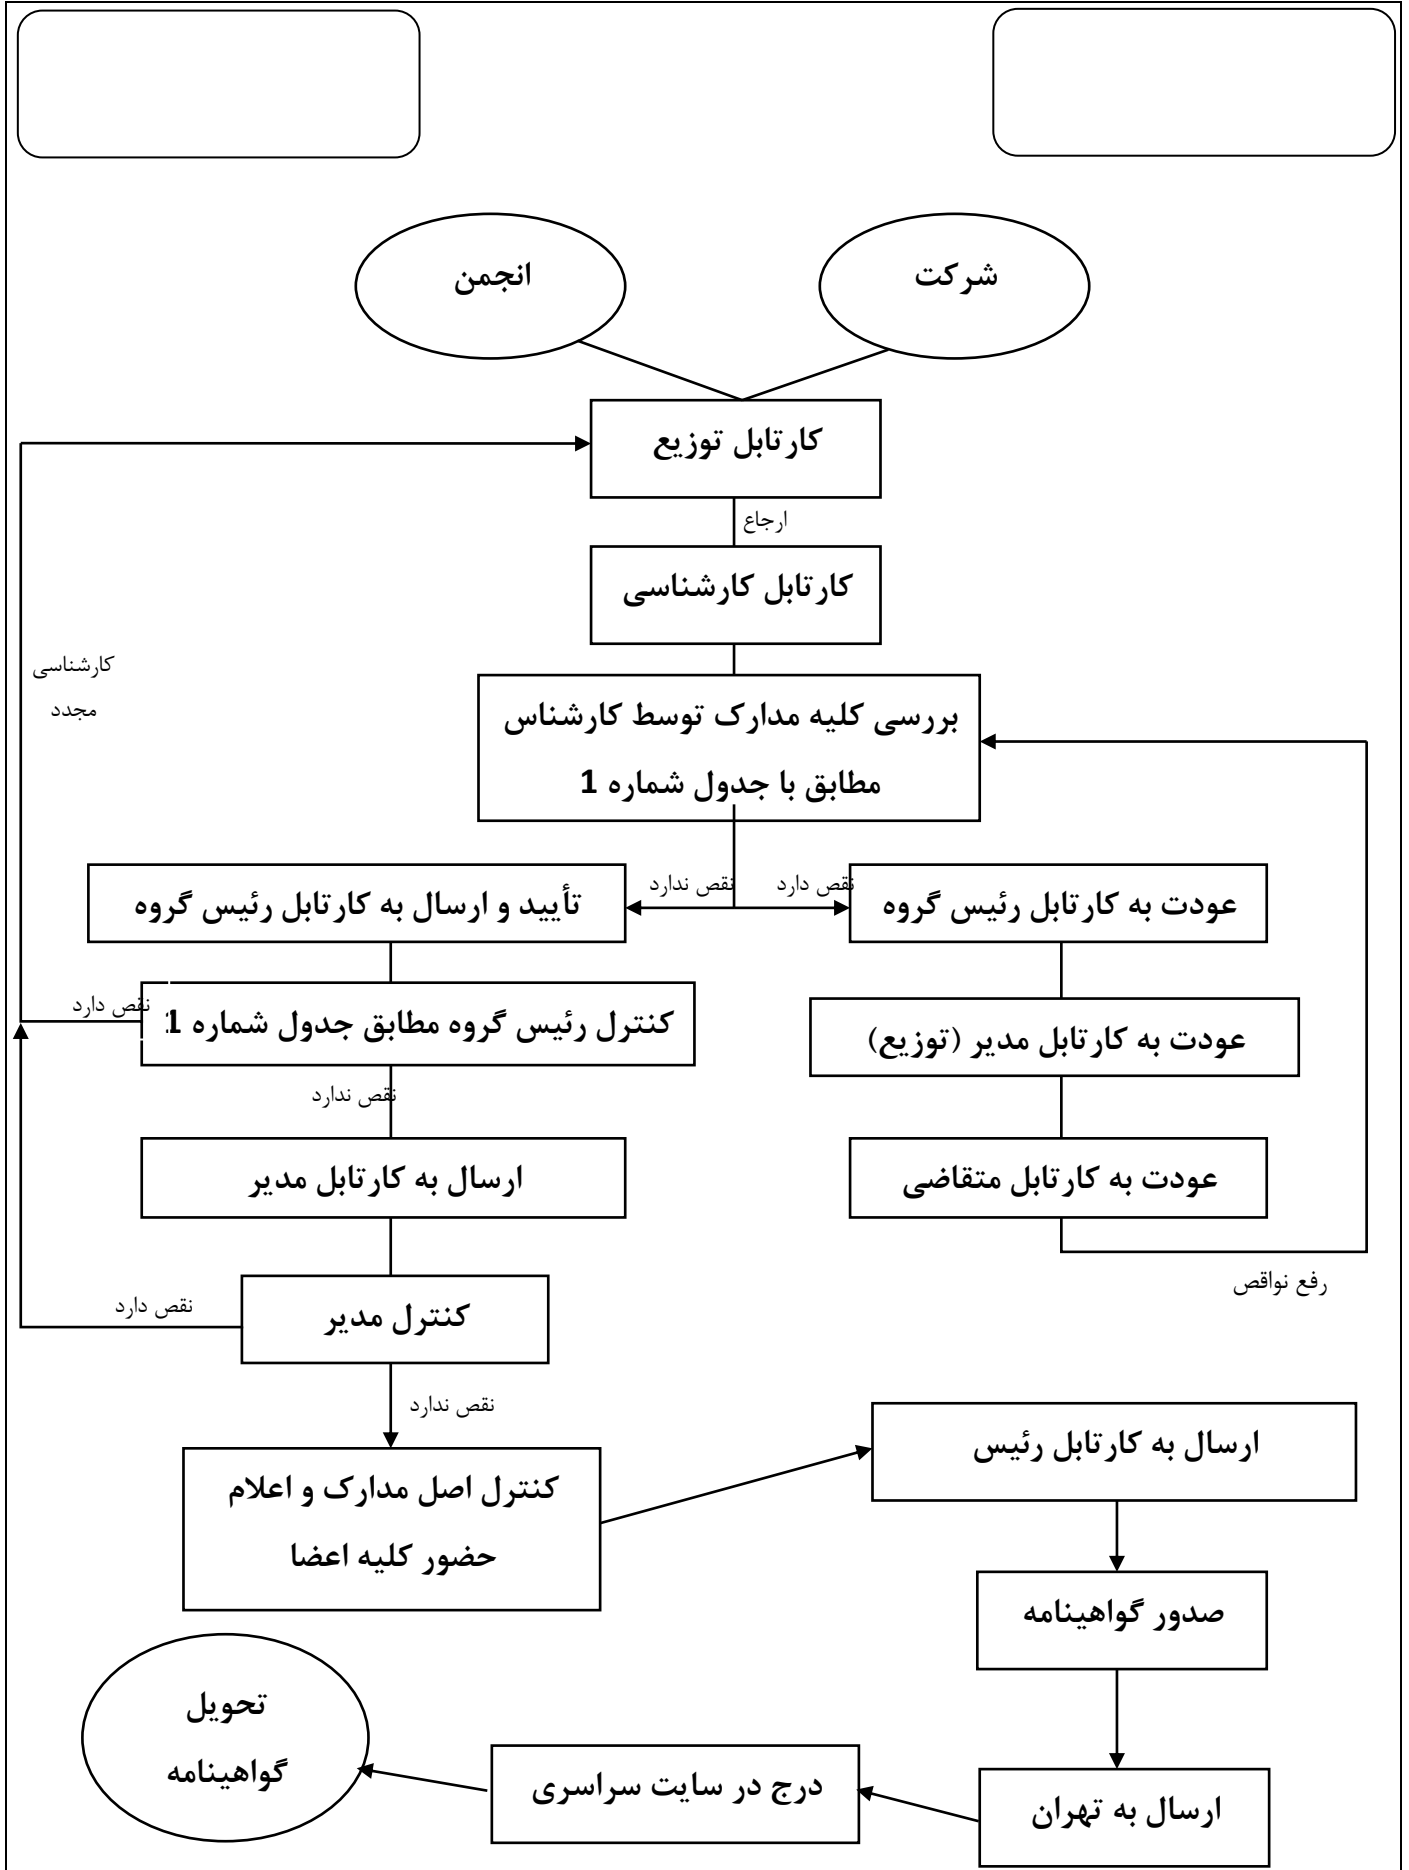 شرکت
انجمن
کارتابل توزیع
ارجاع
کارتابل کارشناسی
کارشناسی
مجدد
بررسی کلیه مدارک توسط کارشناس
مطابق با جدول شماره 1
نقص دارد
نقص ندارد
عودت به کارتابل رئیس گروه
تأیید و ارسال به کارتابل رئیس گروه
عودت به کارتابل مدیر (توزیع)
کنترل رئیس گروه مطابق جدول شماره 1
نقص دارد
نقص ندارد
عودت به کارتابل متقاضی
ارسال به کارتابل مدیر
رفع نواقص
کنترل مدیر
نقص دارد
نقص ندارد
ارسال به کارتابل رئیس
کنترل اصل مدارک و اعلام
حضور کلیه اعضا
صدور گواهینامه
ارسال به تهران
درج در سایت سراسری
تحویل
گواهینامه